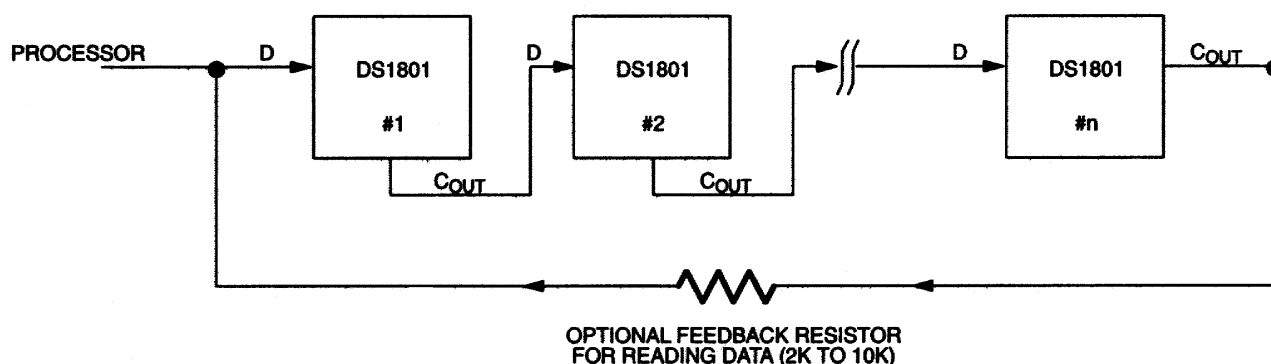 PROCESSOR
D
DS1801
#1
COUT
D
DS1801
#2
COUT
D
DS1801
#n
COUT
OPTIONAL FEEDBACK RESISTOR
FOR READING DATA (2K TO 10K)